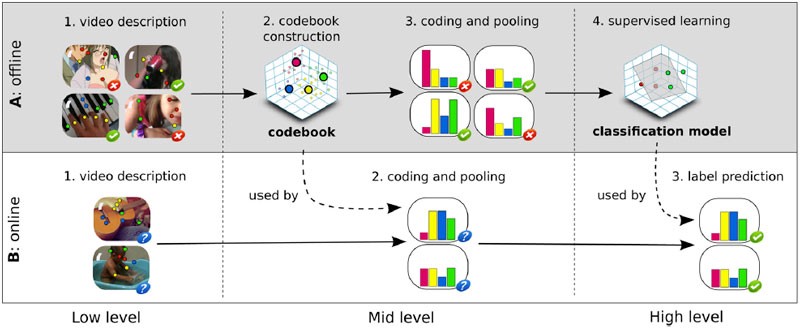 1. video description
2. codebook
construction
3. coding and pooling
4. supervised learning
A: offline
codebook
classification model
1. video description
used by
2. coding and pooling
used by
3. label prediction
B: online
?
?
?
?
Low level
Mid level
High level